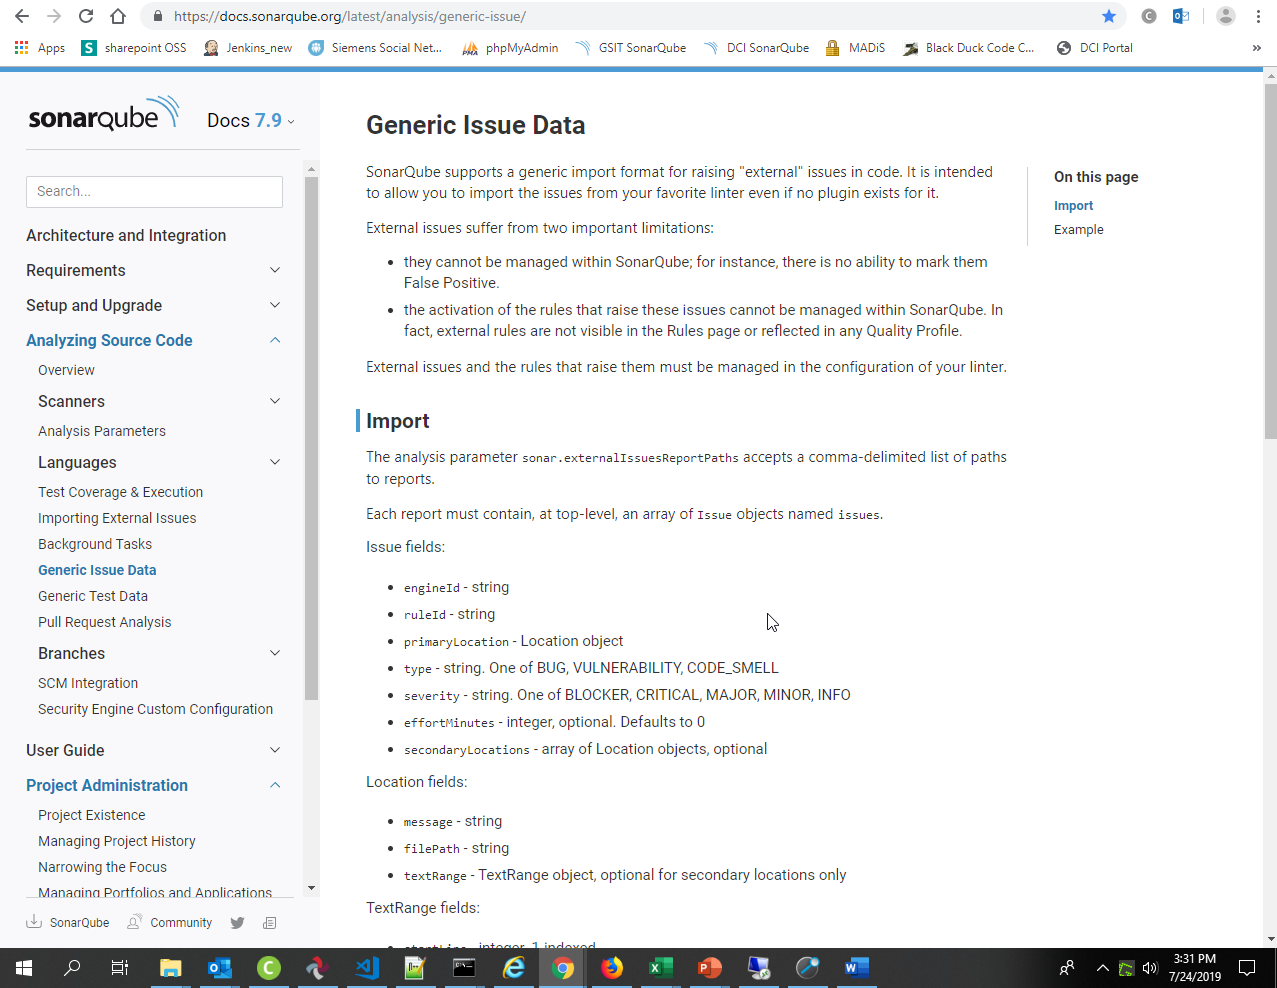 https://docs.sonarqube.org/latest/analysis/generic-issue/
Apps
sharepoint OSS
Jenkins_new
Siemens Social Net...
phpMyAdmin
GSIT SonarQube
DCI SonarQube
MADiS
Black Duck Code C...
DCI Portal
»
sonarqube
Docs 7.9
Search...
Architecture and Integration
Requirements
Setup and Upgrade
Analyzing Source Code
Overview
Scanners
Analysis Parameters
Languages
Test Coverage & Execution
Importing External Issues
Background Tasks
Generic Issue Data
Generic Test Data
Pull Request Analysis
Branches
SCM Integration
Security Engine Custom Configuration
User Guide
Project Administration
Project Existence
Managing Project History
Narrowing the Focus
Managing Portfolios and Applications
SonarQube
Community
Generic Issue Data
SonarQube supports a generic import format for raising "external" issues in code. It is intended
to allow you to import the issues from your favorite linter even if no plugin exists for it.
External issues suffer from two important limitations:
• they cannot be managed within SonarQube; for instance, there is no ability to mark them
False Positive.
• the activation of the rules that raise these issues cannot be managed within SonarQube. In
fact, external rules are not visible in the Rules page or reflected in any Quality Profile.
External issues and the rules that raise them must be managed in the configuration of your linter.
Import
The analysis parameter sonar.externalIssuesReportPaths accepts a comma-delimited list of paths
to reports.
Each report must contain, at top-level, an array of Issue objects named issues.
Issue fields:
• engineId - string
• ruleId - string
• primaryLocation - Location object
• type - string. One of BUG, VULNERABILITY, CODE_SMELL
• severity - string. One of BLOCKER, CRITICAL, MAJOR, MINOR, INFO
• effortMinutes - integer, optional. Defaults to 0
• secondaryLocations - array of Location objects, optional
Location fields:
• message - string
• filePath - string
• textRange - TextRange object, optional for secondary locations only
TextRange fields:
• startLine - integer. 1-indexed
On this page
Import
Example
3:31 PM
7/24/2019